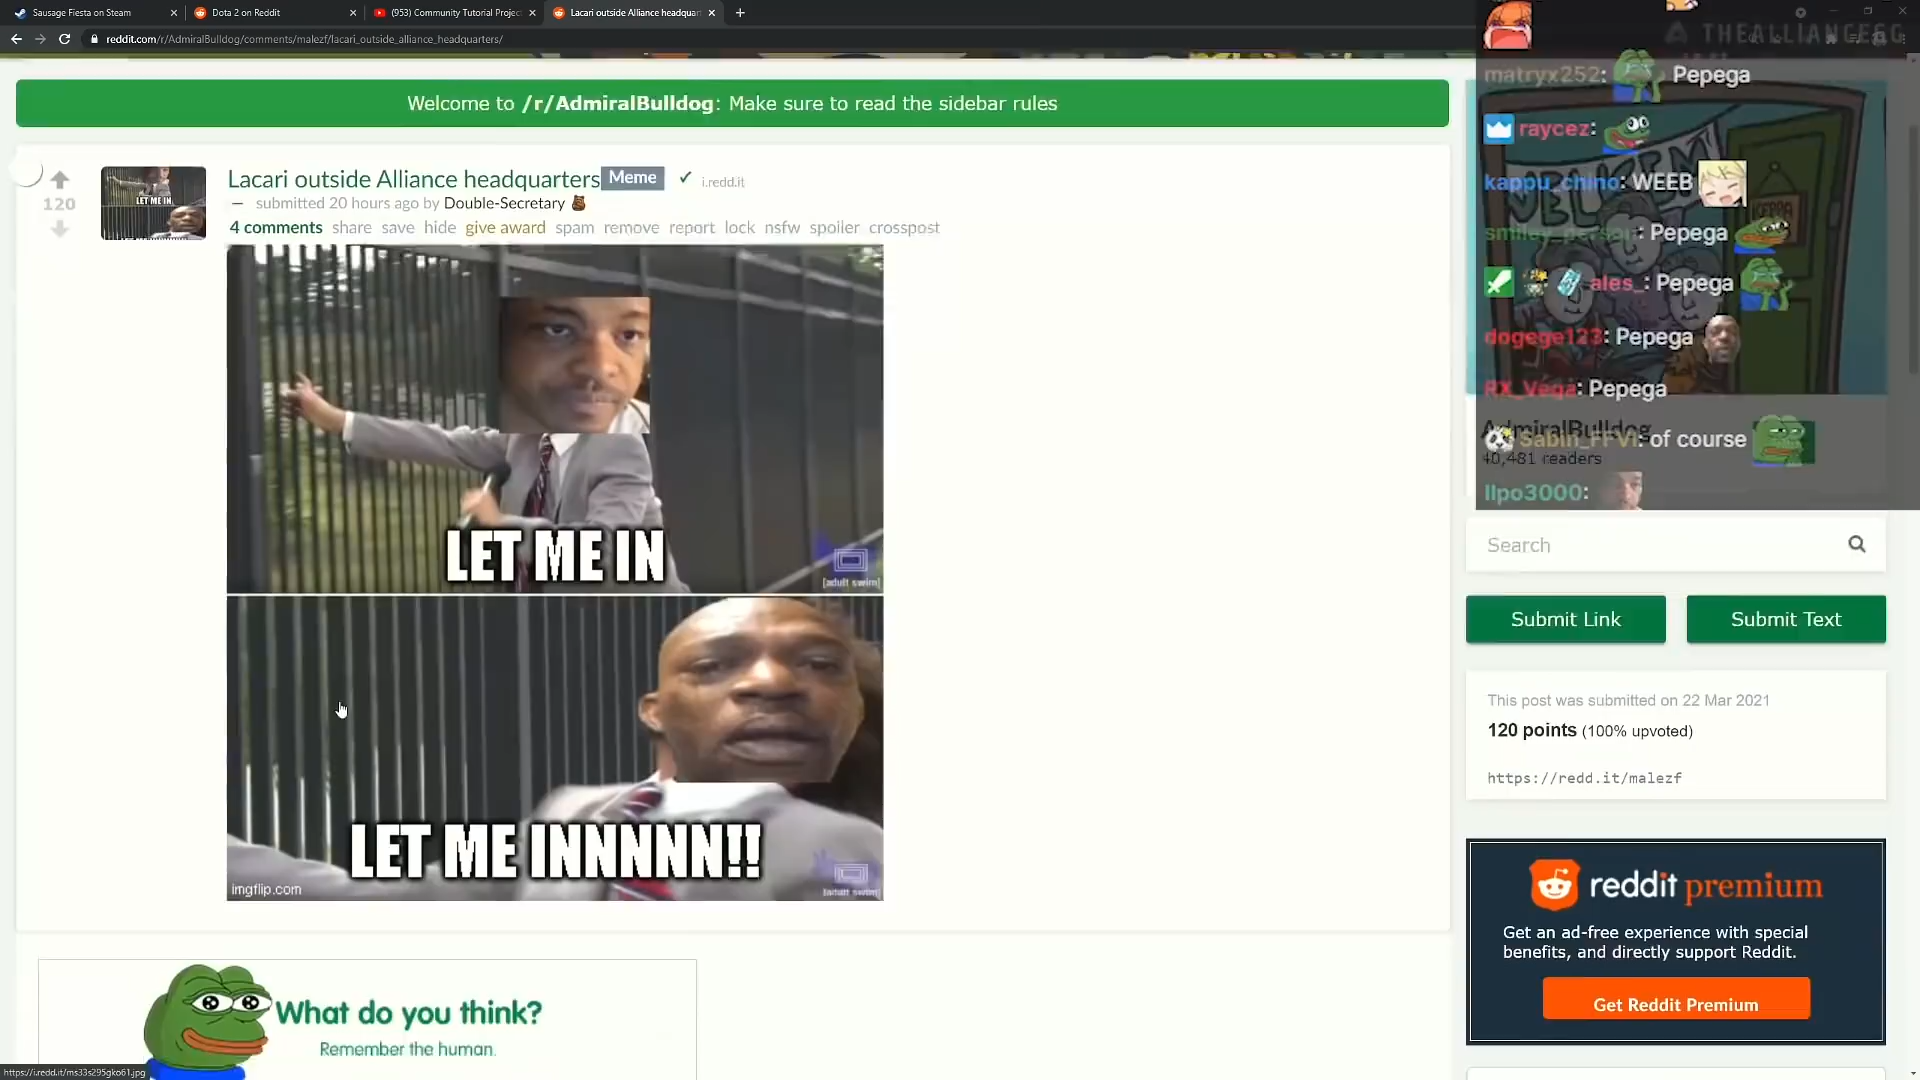 Sausage Fiesta on Steam
Dota 2 on Reddit
(953) Community Tutorial Projec
Lacari outside Alliance headquar
reddit.com/r/AdmiralBulldog/comments/malezf/lacari_outside_alliance_headquarters/
Welcome to /r/AdmiralBulldog: Make sure to read the sidebar rules
120
Lacari outside Alliance headquarters Meme ✓ i.redd.it
– submitted 20 hours ago by Double-Secretary
4 comments share save hide give award spam remove report lock nsfw spoiler crosspost
LET ME IN
[adult swim]
LET ME IN
LET ME INNNNN!!
[adult swim]
imgflip.com
What do you think?
Remember the human.
https://i.redd.it/ms33s295gko61.jpg
THEALLIANCEGG
matryx252: Pepega
raycez:
kappu_chino: WEEB
smiley_person: Pepega
ales_: Pepega
dogege123: Pepega
RX_Vega: Pepega
AdmiralBulldog
Sabin_FFVI: of course
40,481 readers
llpo3000:
Search
Submit Link
Submit Text
This post was submitted on 22 Mar 2021
120 points (100% upvoted)
https://redd.it/malezf
reddit premium
Get an ad-free experience with special
benefits, and directly support Reddit.
Get Reddit Premium